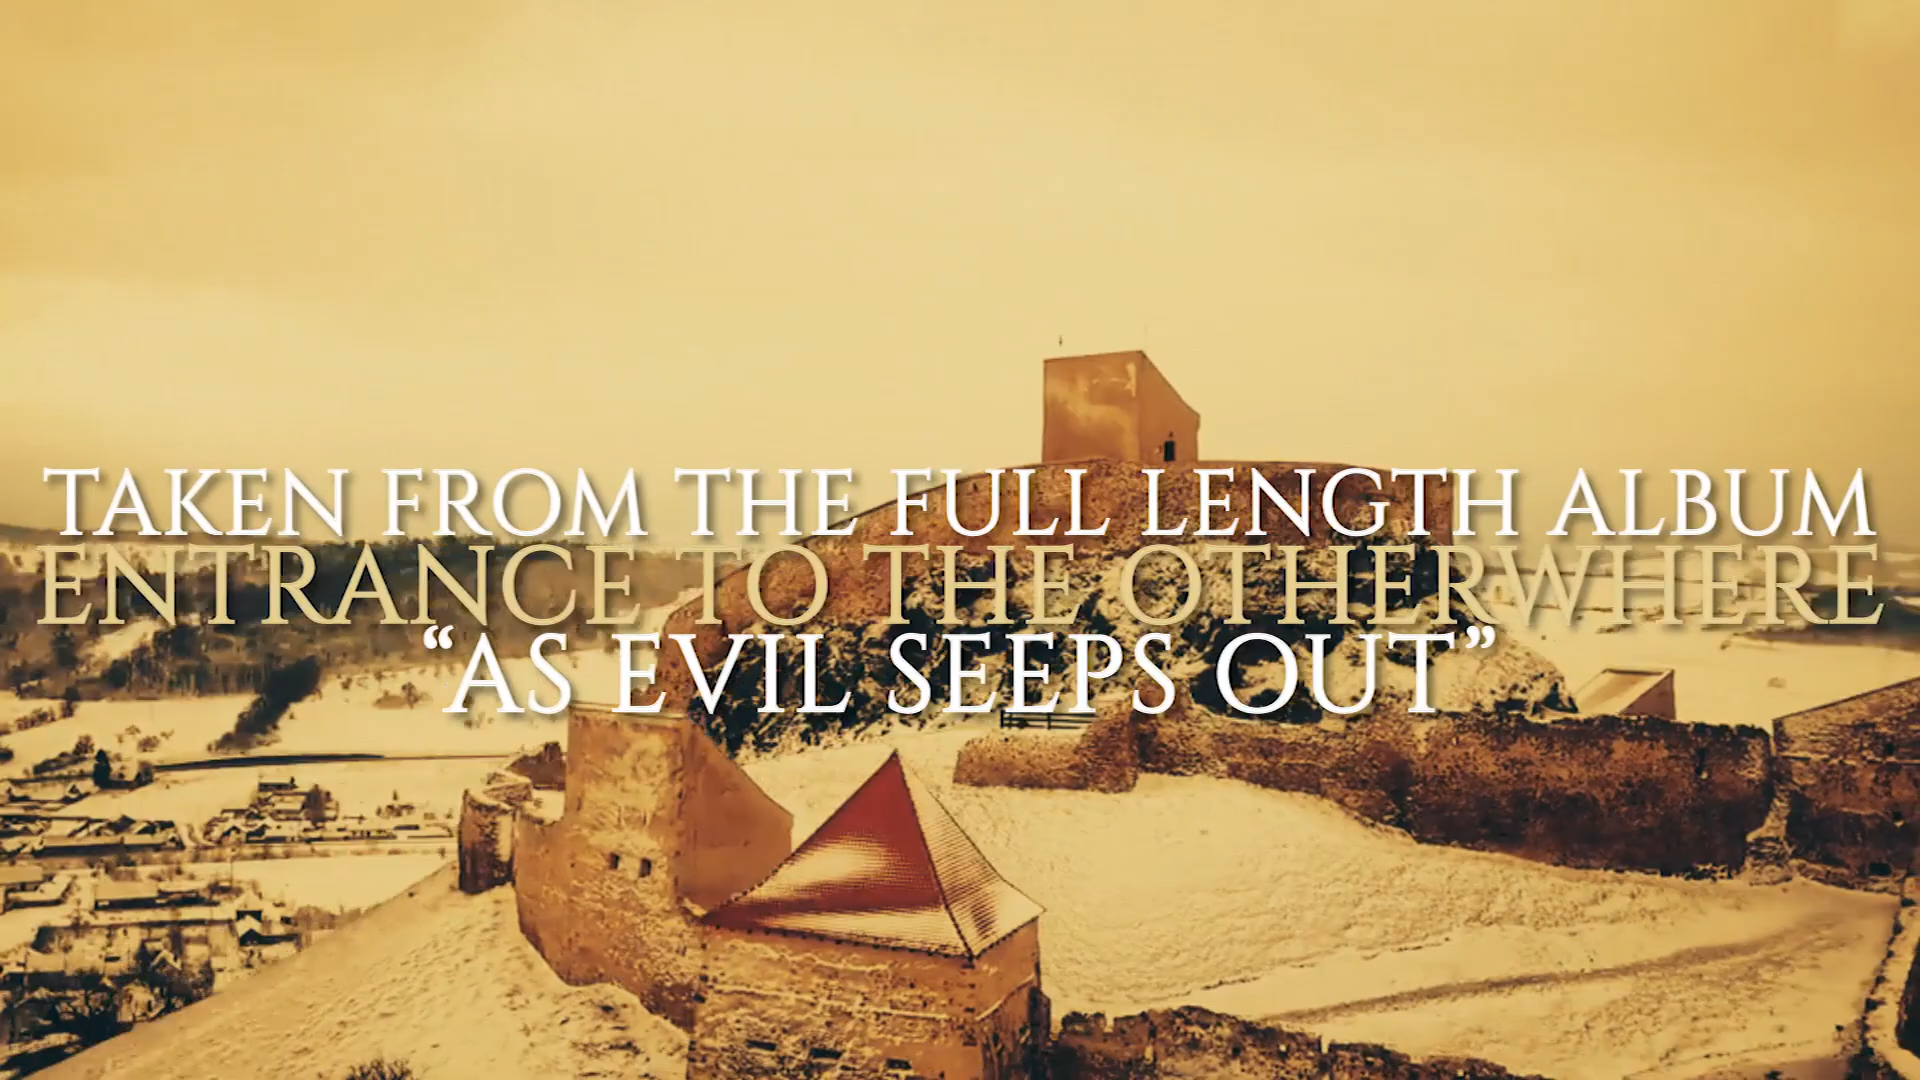 TAKEN FROM THE FULL LENGTH ALBUM
ENTRANCE TO THE OTHERWHERE
“AS EVIL SEEPS OUT”